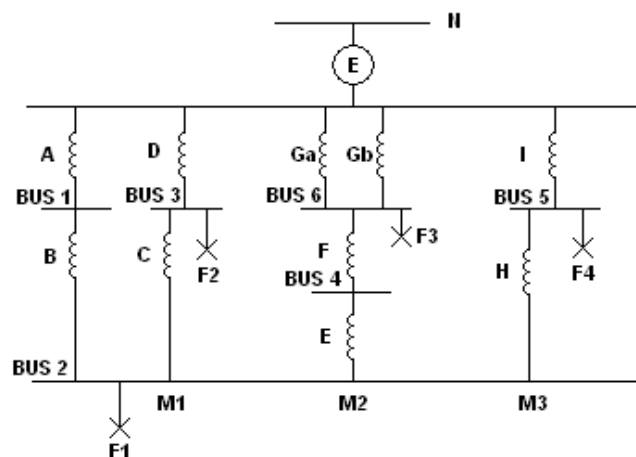 N
E
A D Ga Gb I
BUS 1 BUS 3 BUS 6 BUS 5
B C F F3 H F2 F4
BUS 4
E
BUS 2
M1 M2 M3
F1